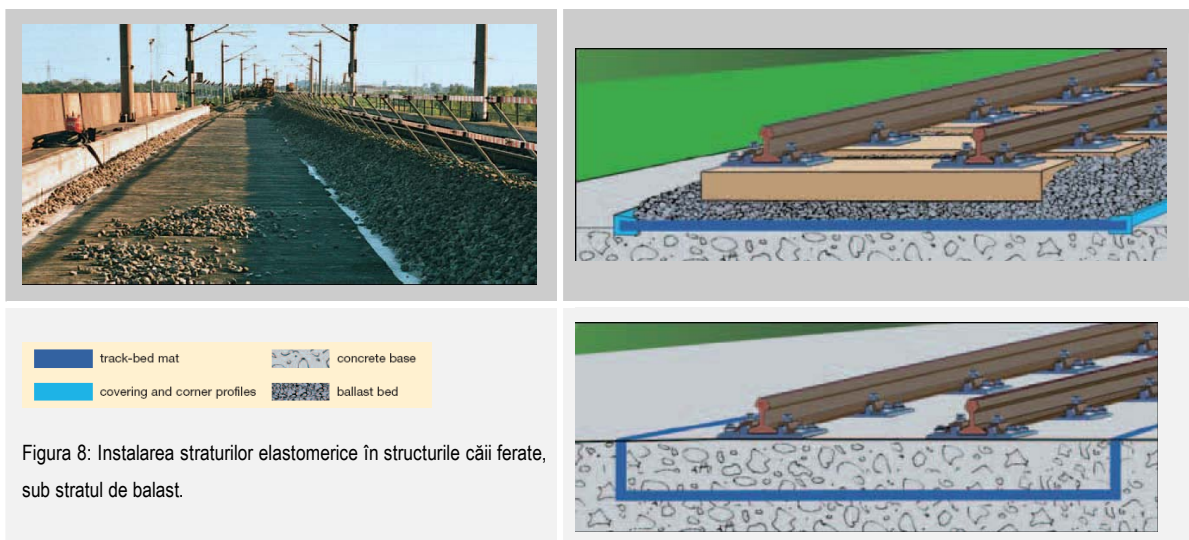 track-bed mat
concrete base
covering and corner profiles
ballast bed
Figura 8: Instalarea straturilor elastomerice în structurile căii ferate,
sub stratul de balast.